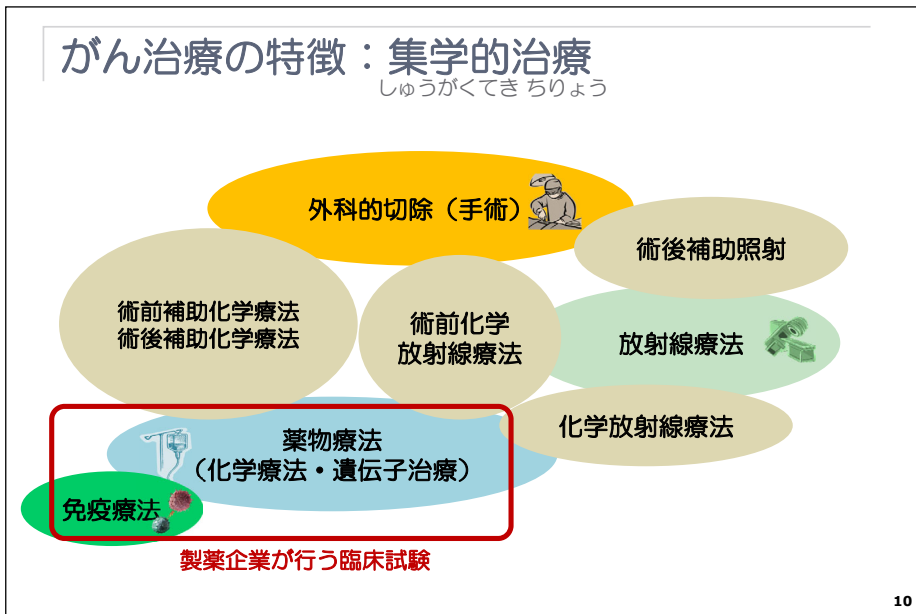 がん治療の特徴：集学的治療
しゅうがくてき ちりょう
外科的切除（手術）
術後補助照射
術前補助化学療法
術後補助化学療法
術前化学
放射線療法
放射線療法
化学放射線療法
薬物療法
（化学療法・遺伝子治療）
免疫療法
製薬企業が行う臨床試験
10